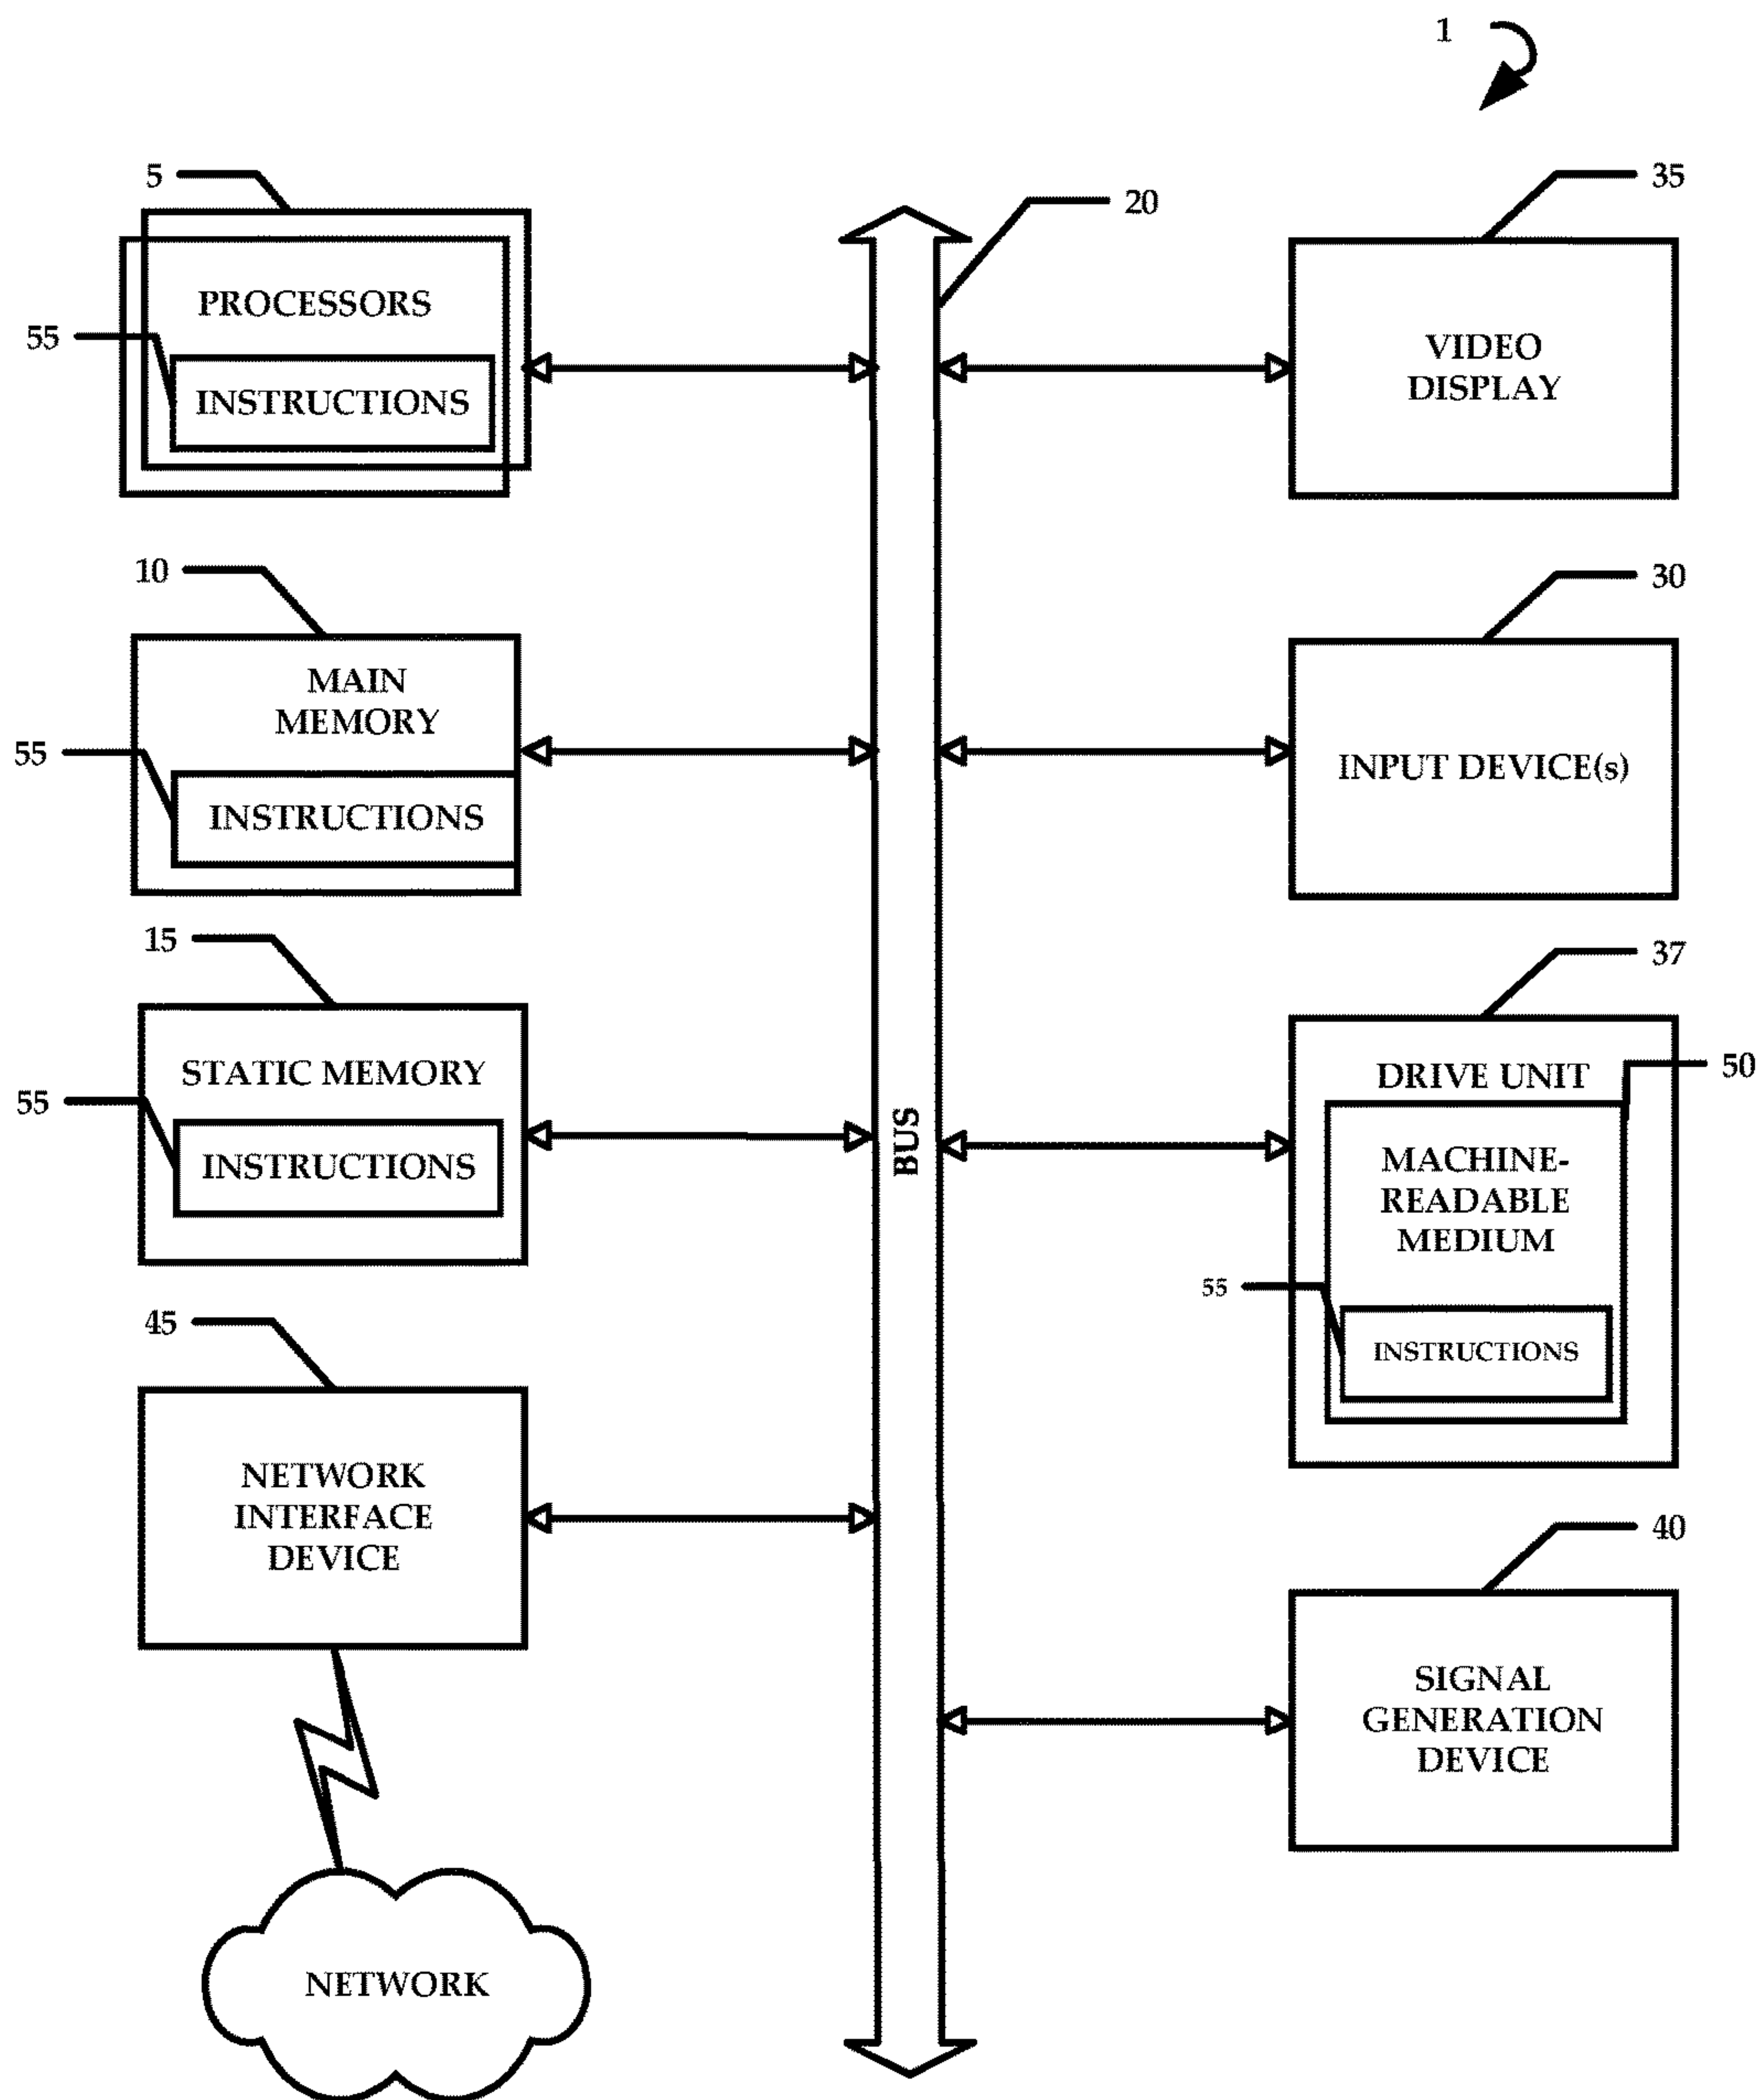 1
5
PROCESSORS
55
INSTRUCTIONS
10
MAIN
MEMORY
55
INSTRUCTIONS
15
STATIC MEMORY
55
INSTRUCTIONS
45
NETWORK
INTERFACE
DEVICE
NETWORK
20
BUS
35
VIDEO
DISPLAY
30
INPUT DEVICE(s)
37
DRIVE UNIT
50
MACHINE-
READABLE
MEDIUM
55
INSTRUCTIONS
40
SIGNAL
GENERATION
DEVICE